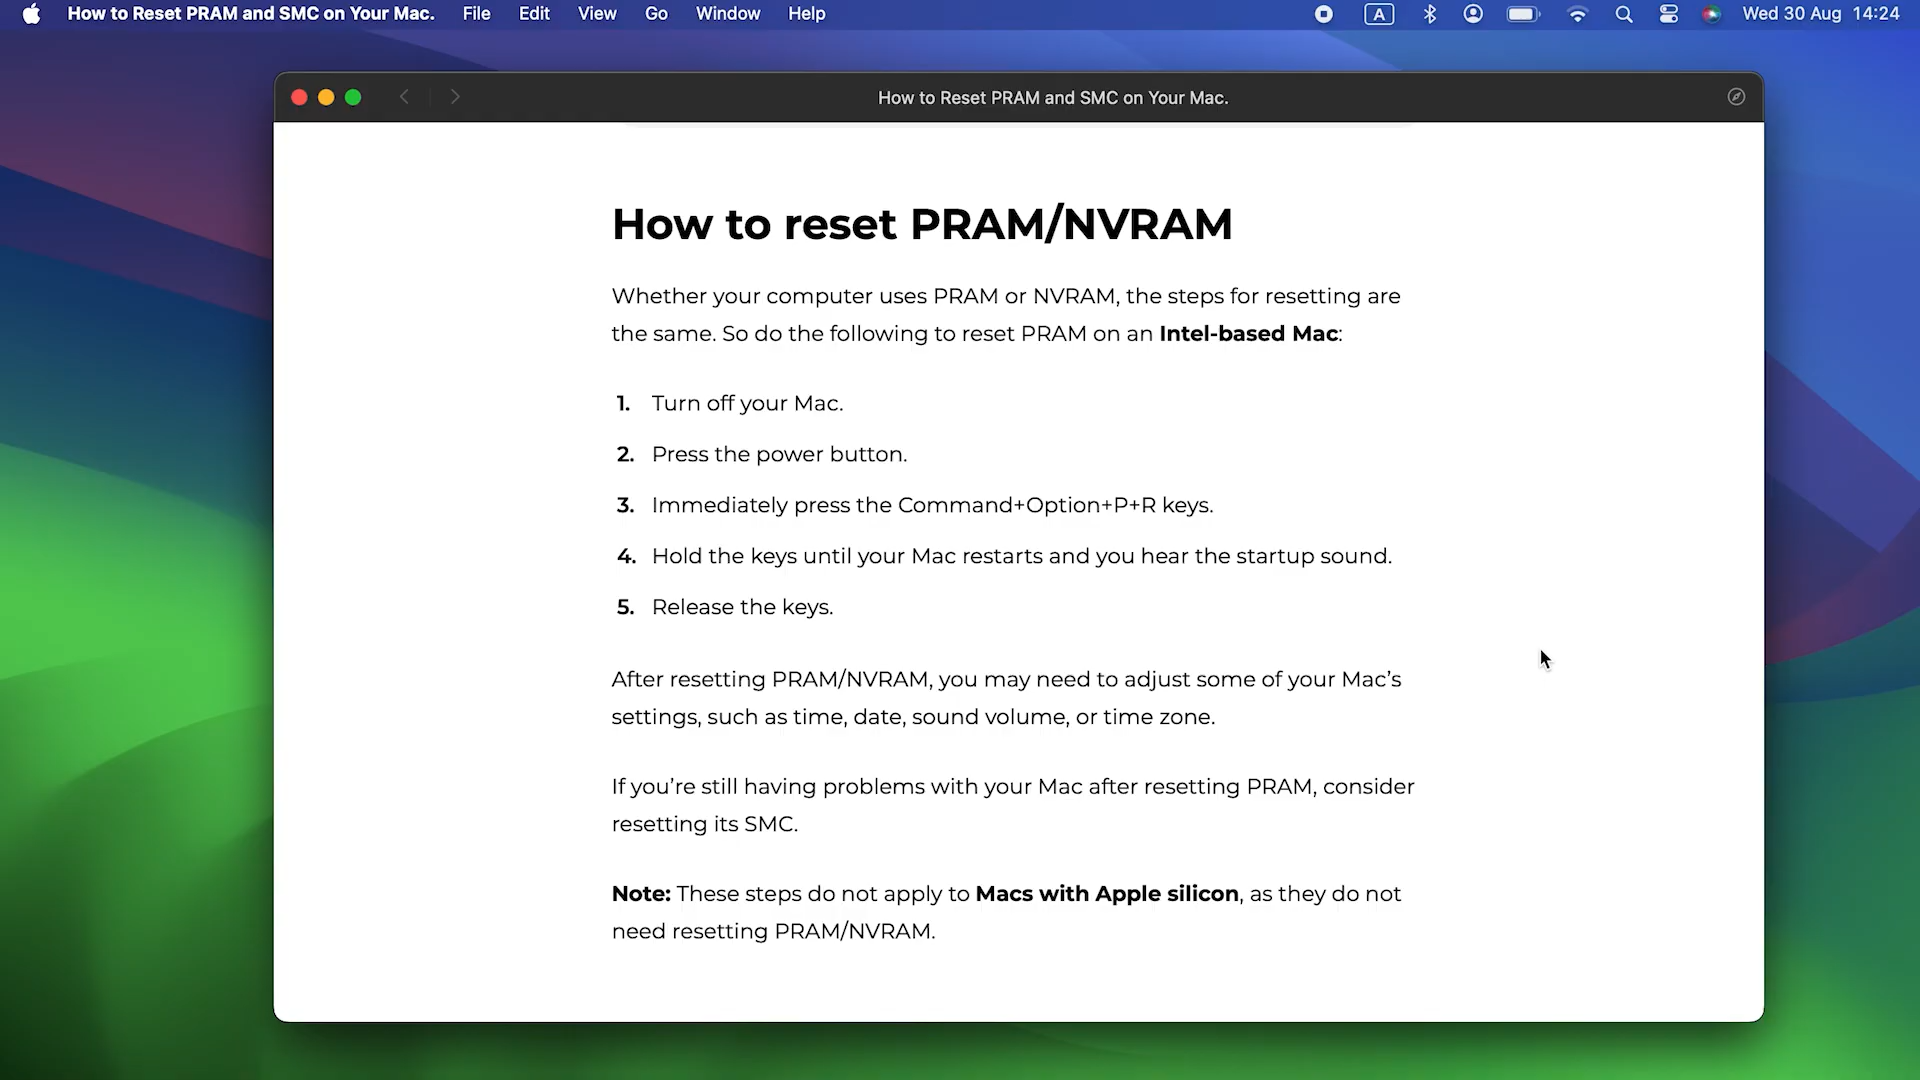 How to Reset PRAM and SMC on Your Mac. File Edit View Go Window Help A Wed 30 Aug 14:24
How to Reset PRAM and SMC on Your Mac.
How to reset PRAM/NVRAM
Whether your computer uses PRAM or NVRAM, the steps for resetting are
the same. So do the following to reset PRAM on an Intel-based Mac:
1. Turn off your Mac.
2. Press the power button.
3. Immediately press the Command+Option+P+R keys.
4. Hold the keys until your Mac restarts and you hear the startup sound.
5. Release the keys.
After resetting PRAM/NVRAM, you may need to adjust some of your Mac’s
settings, such as time, date, sound volume, or time zone.
If you’re still having problems with your Mac after resetting PRAM, consider
resetting its SMC.
Note: These steps do not apply to Macs with Apple silicon, as they do not
need resetting PRAM/NVRAM.